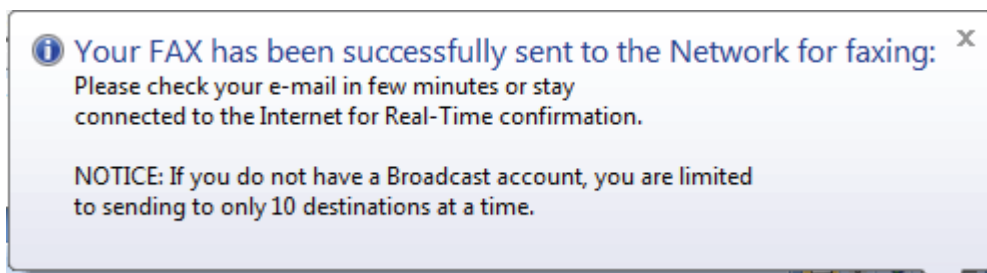 Your FAX has been successfully sent to the Network for faxing:
Please check your e-mail in few minutes or stay
connected to the Internet for Real-Time confirmation.
NOTICE: If you do not have a Broadcast account, you are limited
to sending to only 10 destinations at a time.